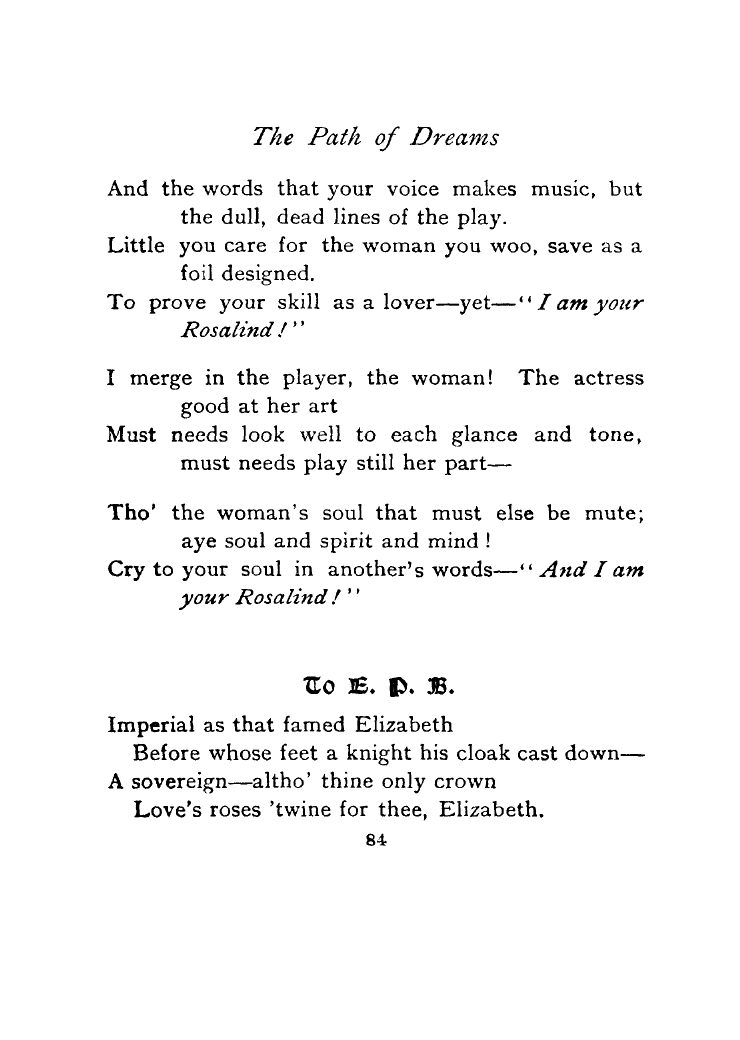 The Path of Dreams
And the words that your voice makes music, but
the dull, dead lines of the play.
Little you care for the woman you woo, save as a
foil designed.
To prove your skill as a lover—yet—“I am your
Rosalind!”
I merge in the player, the woman! The actress
good at her art
Must needs look well to each glance and tone,
must needs play still her part—
Tho' the woman's soul that must else be mute;
aye soul and spirit and mind!
Cry to your soul in another's words—“And I am
your Rosalind!”
To E. P. B.
Imperial as that famed Elizabeth
Before whose feet a knight his cloak cast down—
A sovereign—altho' thine only crown
Love's roses 'twine for thee, Elizabeth.
84